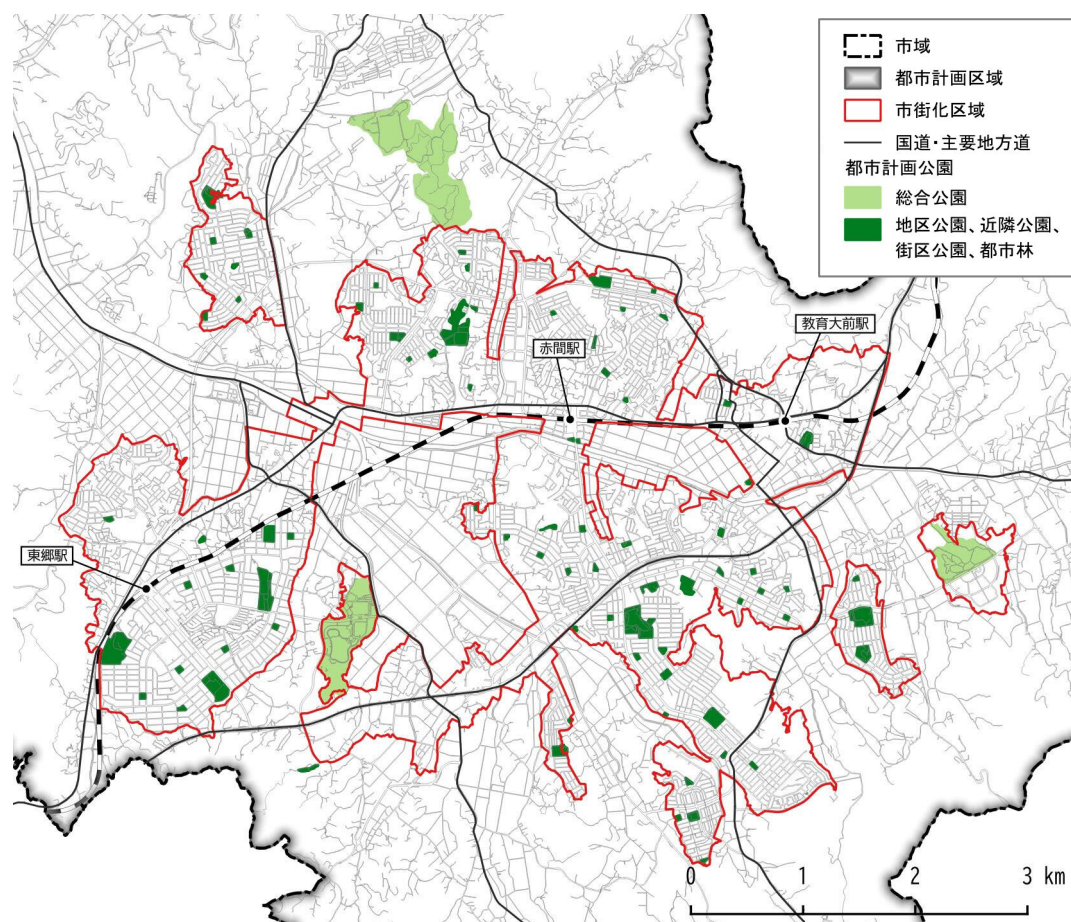 市域
都市計画区域
市街化区域
国道・主要地方道
都市計画公園
総合公園
地区公園、近隣公園、
街区公園、都市林
教育大前駅
赤間駅
東郷駅
0 1 2 3 km